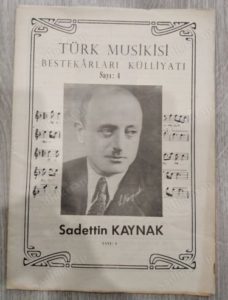 TÜRK MUSİKİSİ
BESTEKÂRLARI KÜLLİYATI
Sayı: 4
Sadettin KAYNAK